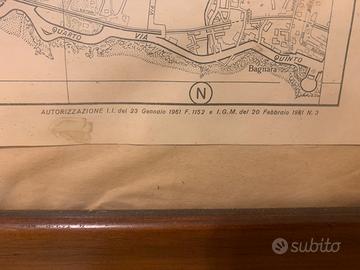 QUARTO VIA QUINTO
Bagnara
N
AUTORIZZAZIONE I.I. del 23 Gennaio 1961 F. 1152 e I.G.M. del 20 Febbraio 1961 N. 3
subito